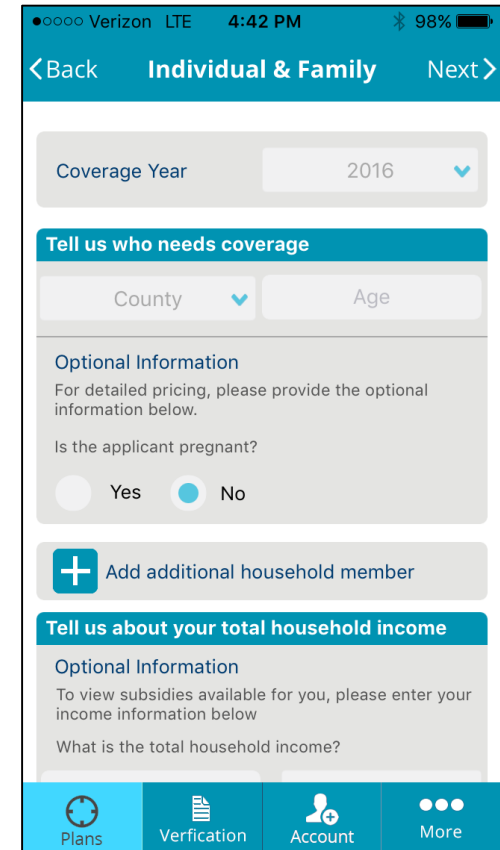 Verizon LTE 4:42 PM 98%
Back Individual & Family Next
Coverage Year 2016
Tell us who needs coverage
County Age
Optional Information
For detailed pricing, please provide the optional
information below.
Is the applicant pregnant?
Yes No
Add additional household member
Tell us about your total household income
Optional Information
To view subsidies available for you, please enter your
income information below
What is the total household income?
Plans Verfication Account More